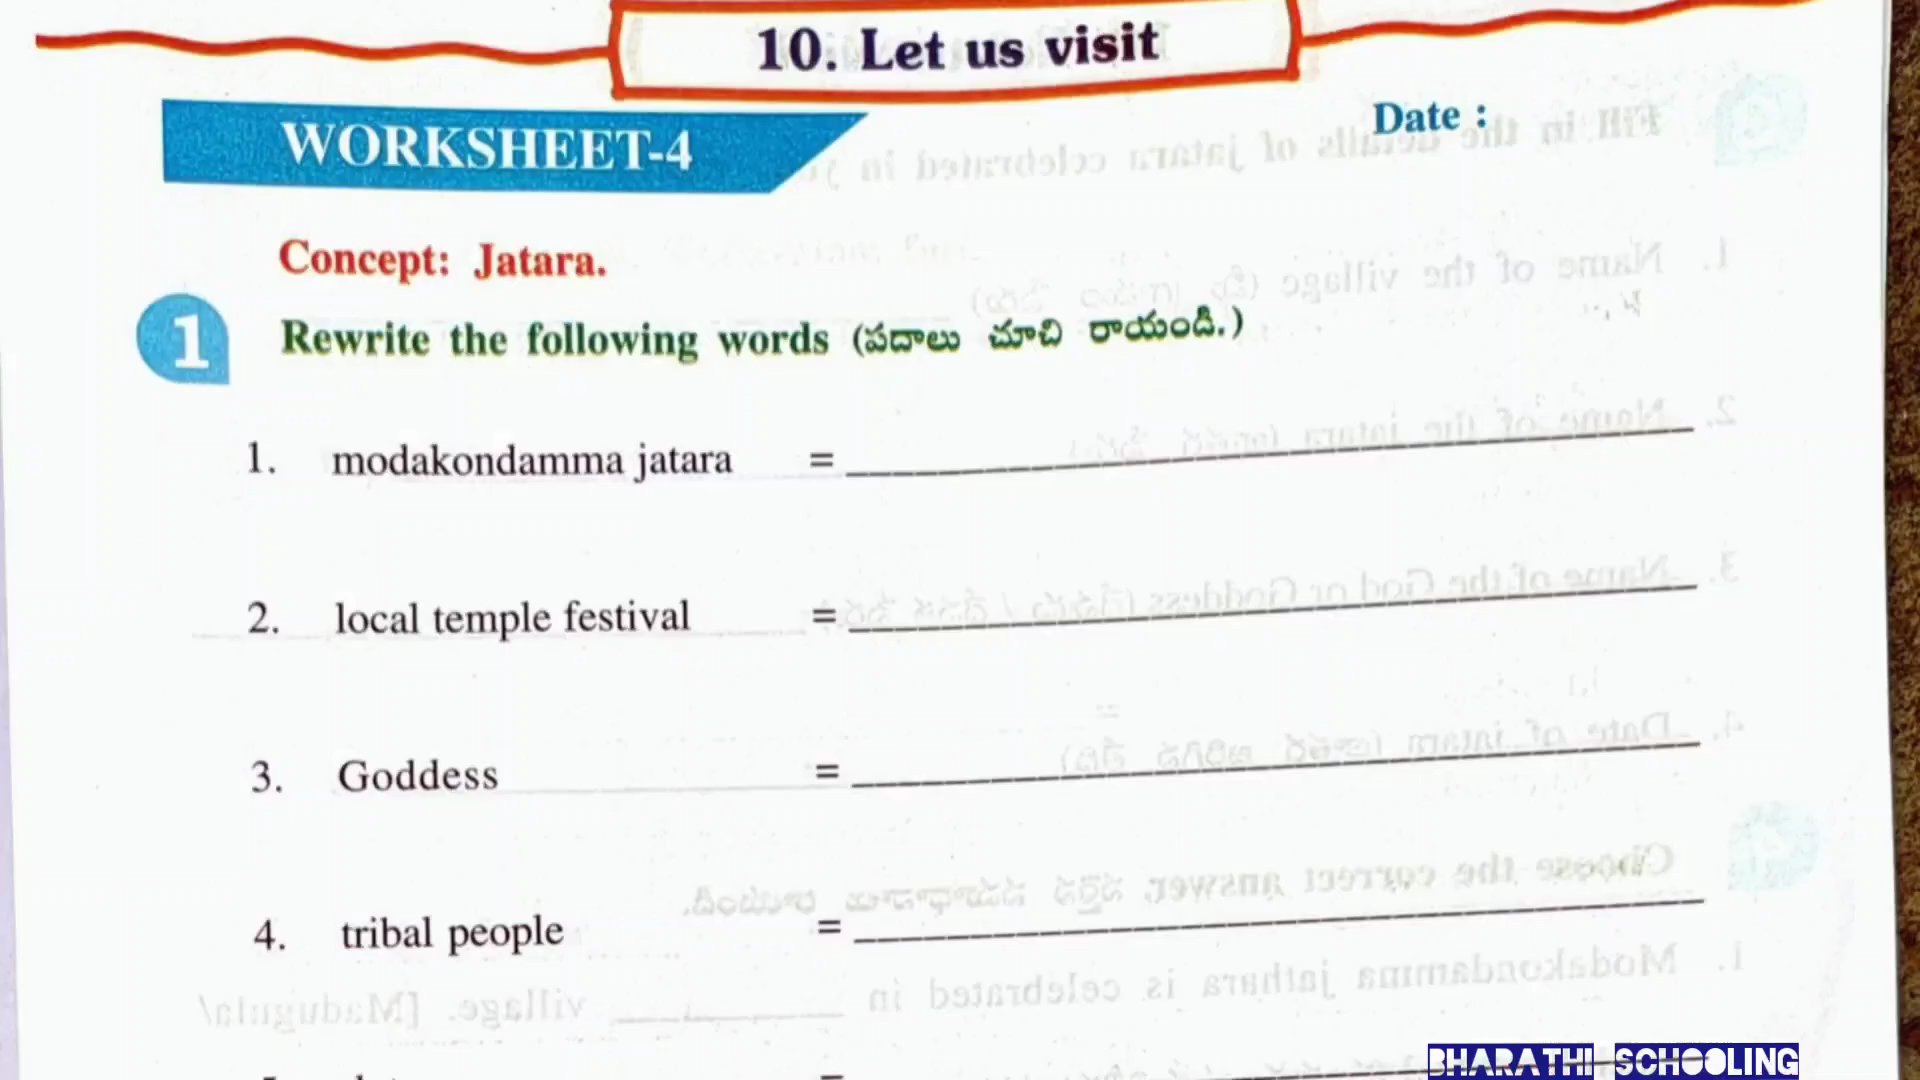 10. Let us visit
WORKSHEET-4
Date :
Concept: Jatara.
1
Rewrite the following words (పదాలు చూచి రాయండి.)
1. modakondamma jatara = 
2. local temple festival = 
3. Goddess = 
4. tribal people = 
BHARATHI SCHOOLING